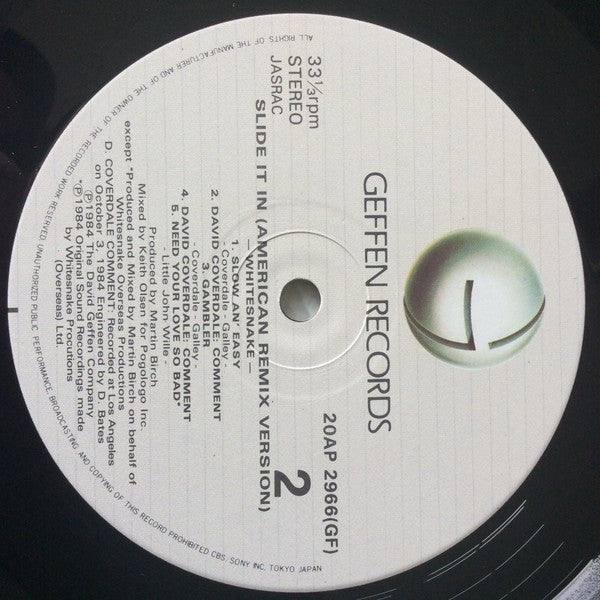 GEFFEN RECORDS
33⅓rpm
STEREO
JASRAC
20AP 2966(GF)
2
SLIDE IT IN (AMERICAN REMIX VERSION)
—WHITESNAKE—
1. SLOW AN' EASY
- Coverdale - Galley -
2. DAVID COVERDALE: COMMENT
3. GAMBLER
- Coverdale - Galley -
4. DAVID COVERDALE: COMMENT
5. NEED YOUR LOVE SO BAD*
- Little John Wille -
Produced by Martin Birch
Mixed by Keith Olsen for Pogologo Inc.
except *Produced and Mixed by Martin Birch on behalf of
Whitesnake Overseas Productions
D. COVERDALE COMMENT: Recorded at Los Angeles
on October 3, 1984 Engineered by D. Bates
℗1984 The David Geffen Company
*℗1984 Original Sound Recordings made
by Whitesnake Procutions
(Overseas) Ltd.
ALL RIGHTS OF THE MANUFACTURER AND OF THE OWNER OF THE RECORDED WORK RESERVED UNAUTHORIZED PUBLIC PERFORMANCE, BROADCASTING AND COPYING OF THIS RECORD PROHIBITED CBS/SONY INC. TOKYO JAPAN